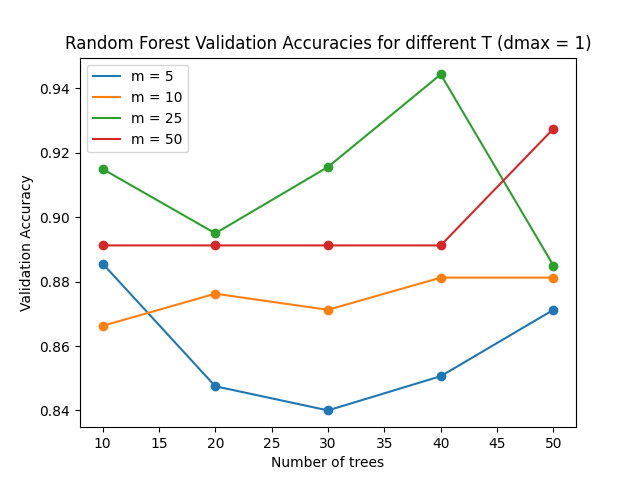 Random Forest Validation Accuracies for different T (dmax = 1)
m = 5
m = 10
m = 25
m = 50
Validation Accuracy
0.94
0.92
0.90
0.88
0.86
0.84
10 15 20 25 30 35 40 45 50
Number of trees